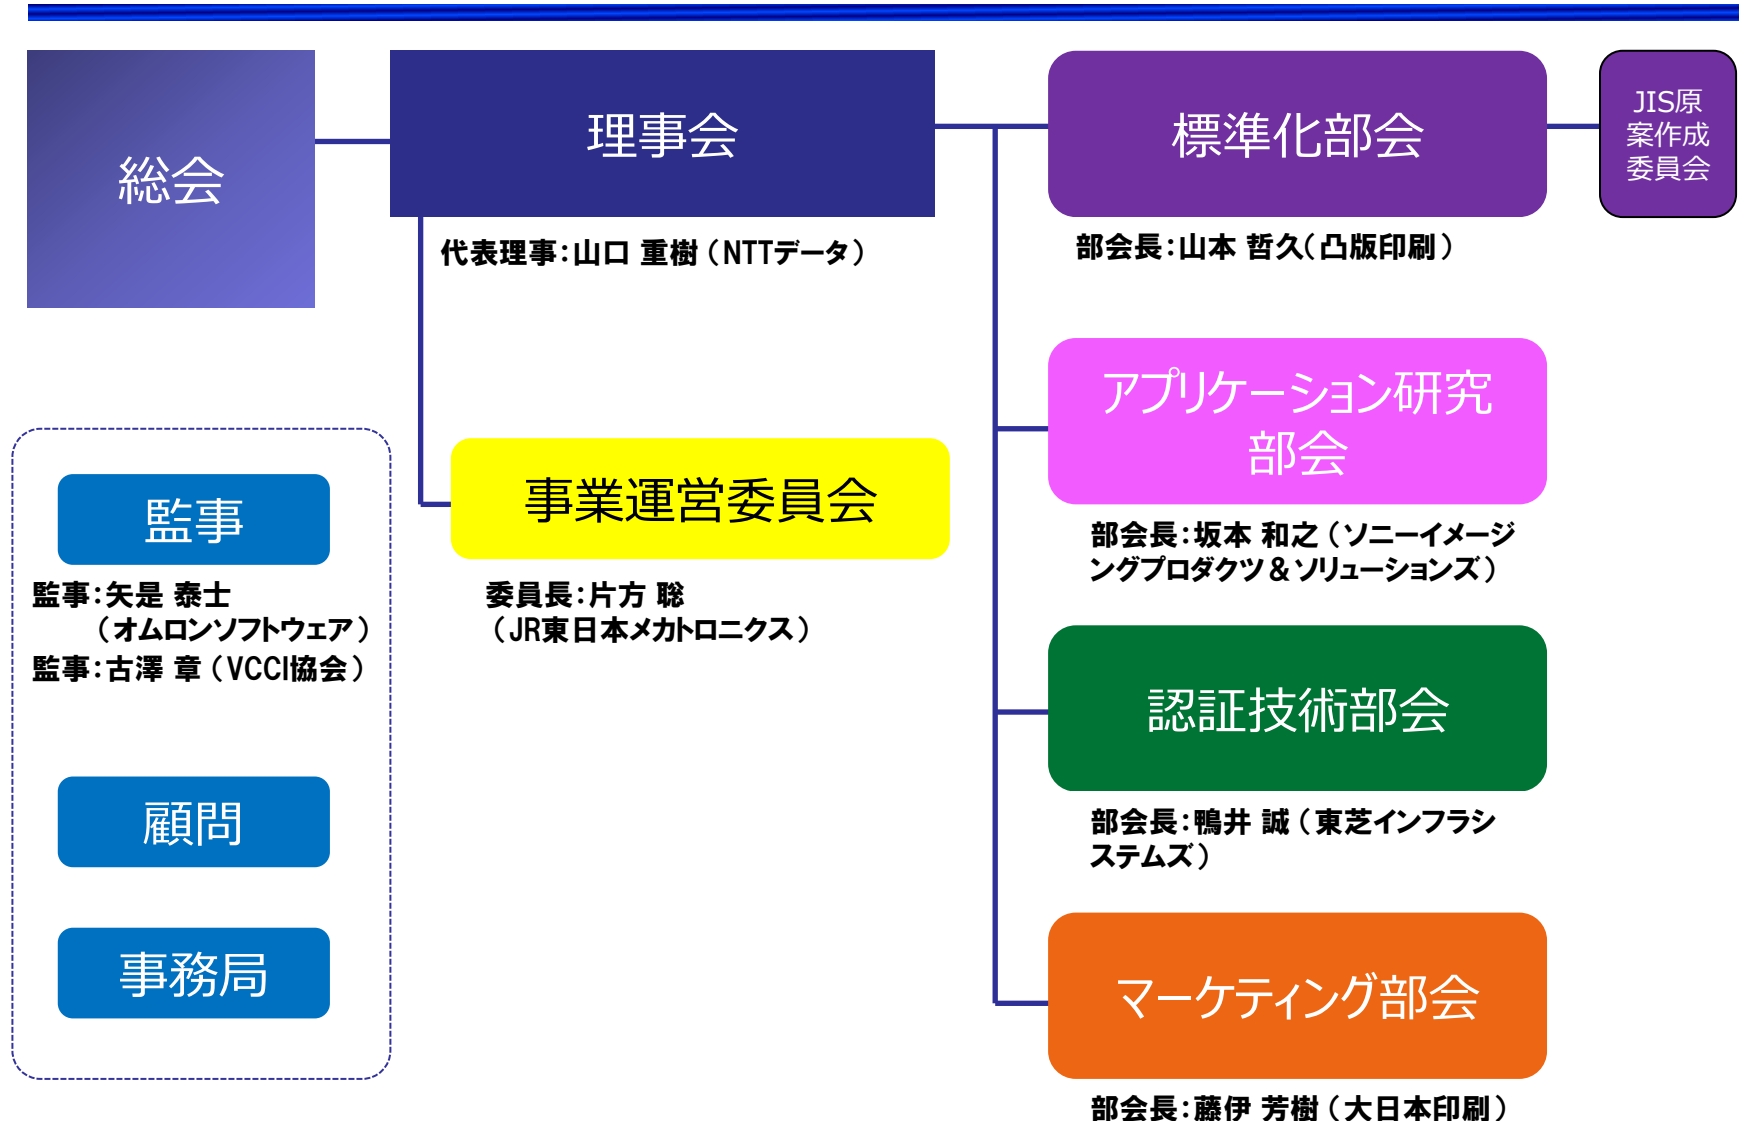 総会
理事会
代表理事：山口 重樹（NTTデータ）
標準化部会
部会長：山本 哲久（凸版印刷）
JIS原
案作成
委員会
アプリケーション研究
部会
部会長：坂本 和之（ソニーイメージ
ングプロダクツ＆ソリューションズ）
事業運営委員会
委員長：片方 聡
（JR東日本メカトロニクス）
監事
監事：矢是 泰士
（オムロンソフトウェア）
監事：古澤 章（VCCI協会）
顧問
事務局
認証技術部会
部会長：鴨井 誠（東芝インフラシ
ステムズ）
マーケティング部会
部会長：藤伊 芳樹（大日本印刷）